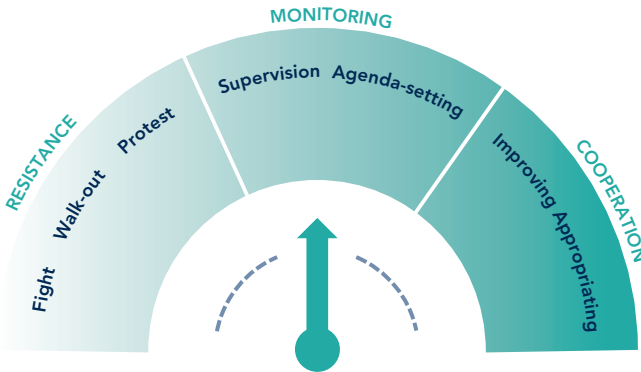 MONITORING
RESISTANCE
COOPERATION
Fight
Walk-out
Protest
Supervision
Agenda-setting
Improving
Appropriating